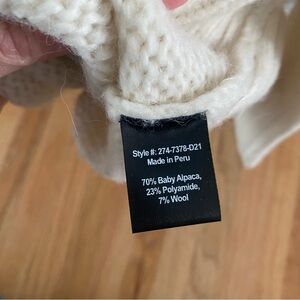 Style #: 274-7378-D21
Made in Peru
70% Baby Alpaca,
23% Polyamide,
7% Wool